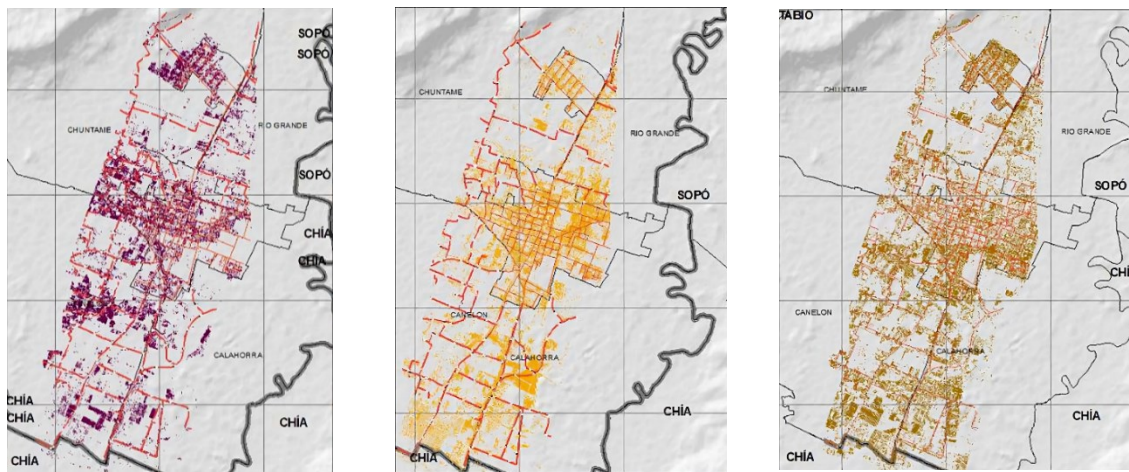 SOPÓ
SOPÓ
CHUNTAME
RIO GRANDE
SOPÓ
CHÍA
CHÍA
CALAHORRA
CHÍA
CHÍA
CHÍA
CHUNTAME
RIO GRANDE
SOPÓ
CANELON
CALAHORRA
CHÍA
CHÍA
TABIO
CHUNTAME
RIO GRANDE
SOPÓ
CHÍ
CANELON
CALAHORRA
CHÍA
CHÍA